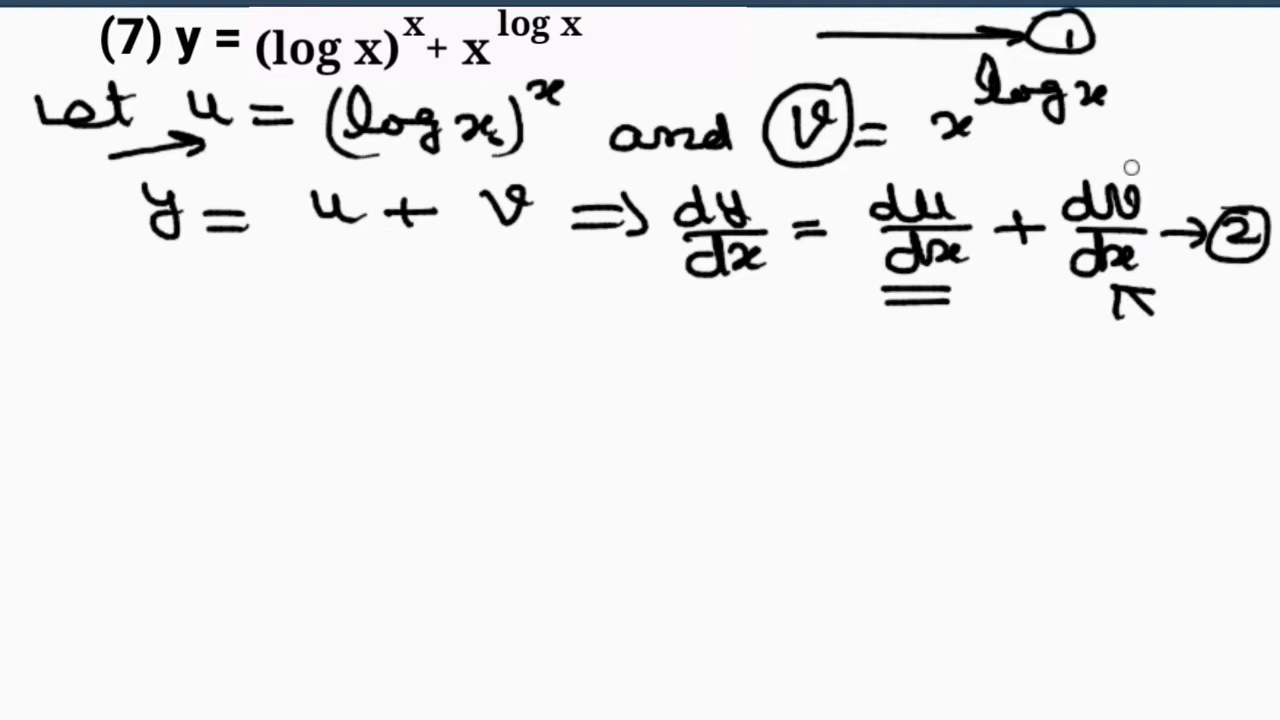 (7) y = (log x)^x + x^log x → 1
Let u = (log x)^x and v = x^log x
y = u + v ⇒ dy/dx = du/dx + dv/dx → 2